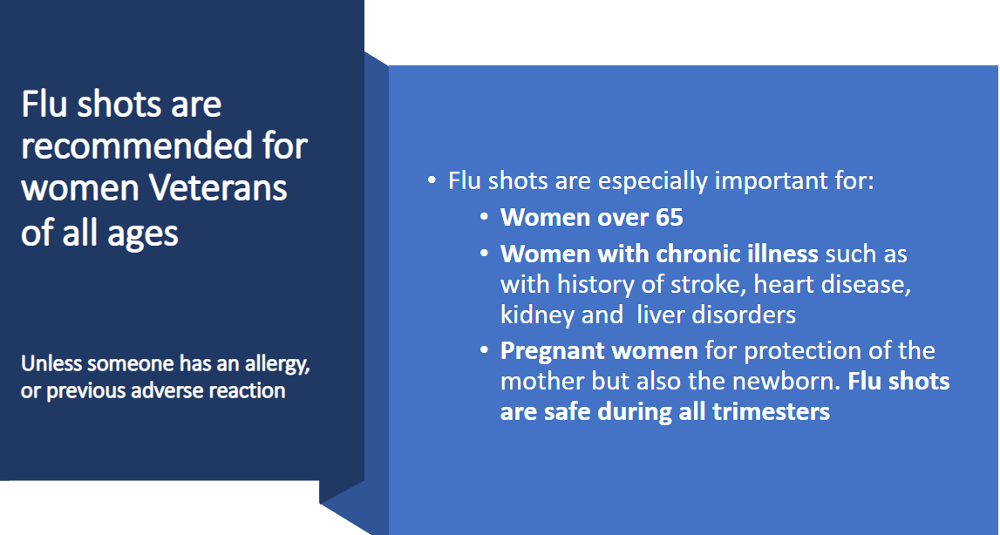 Flu shots are
recommended for
women Veterans
of all ages
Unless someone has an allergy,
or previous adverse reaction
• Flu shots are especially important for:
• Women over 65
• Women with chronic illness such as
with history of stroke, heart disease,
kidney and  liver disorders
• Pregnant women for protection of the
mother but also the newborn. Flu shots
are safe during all trimesters